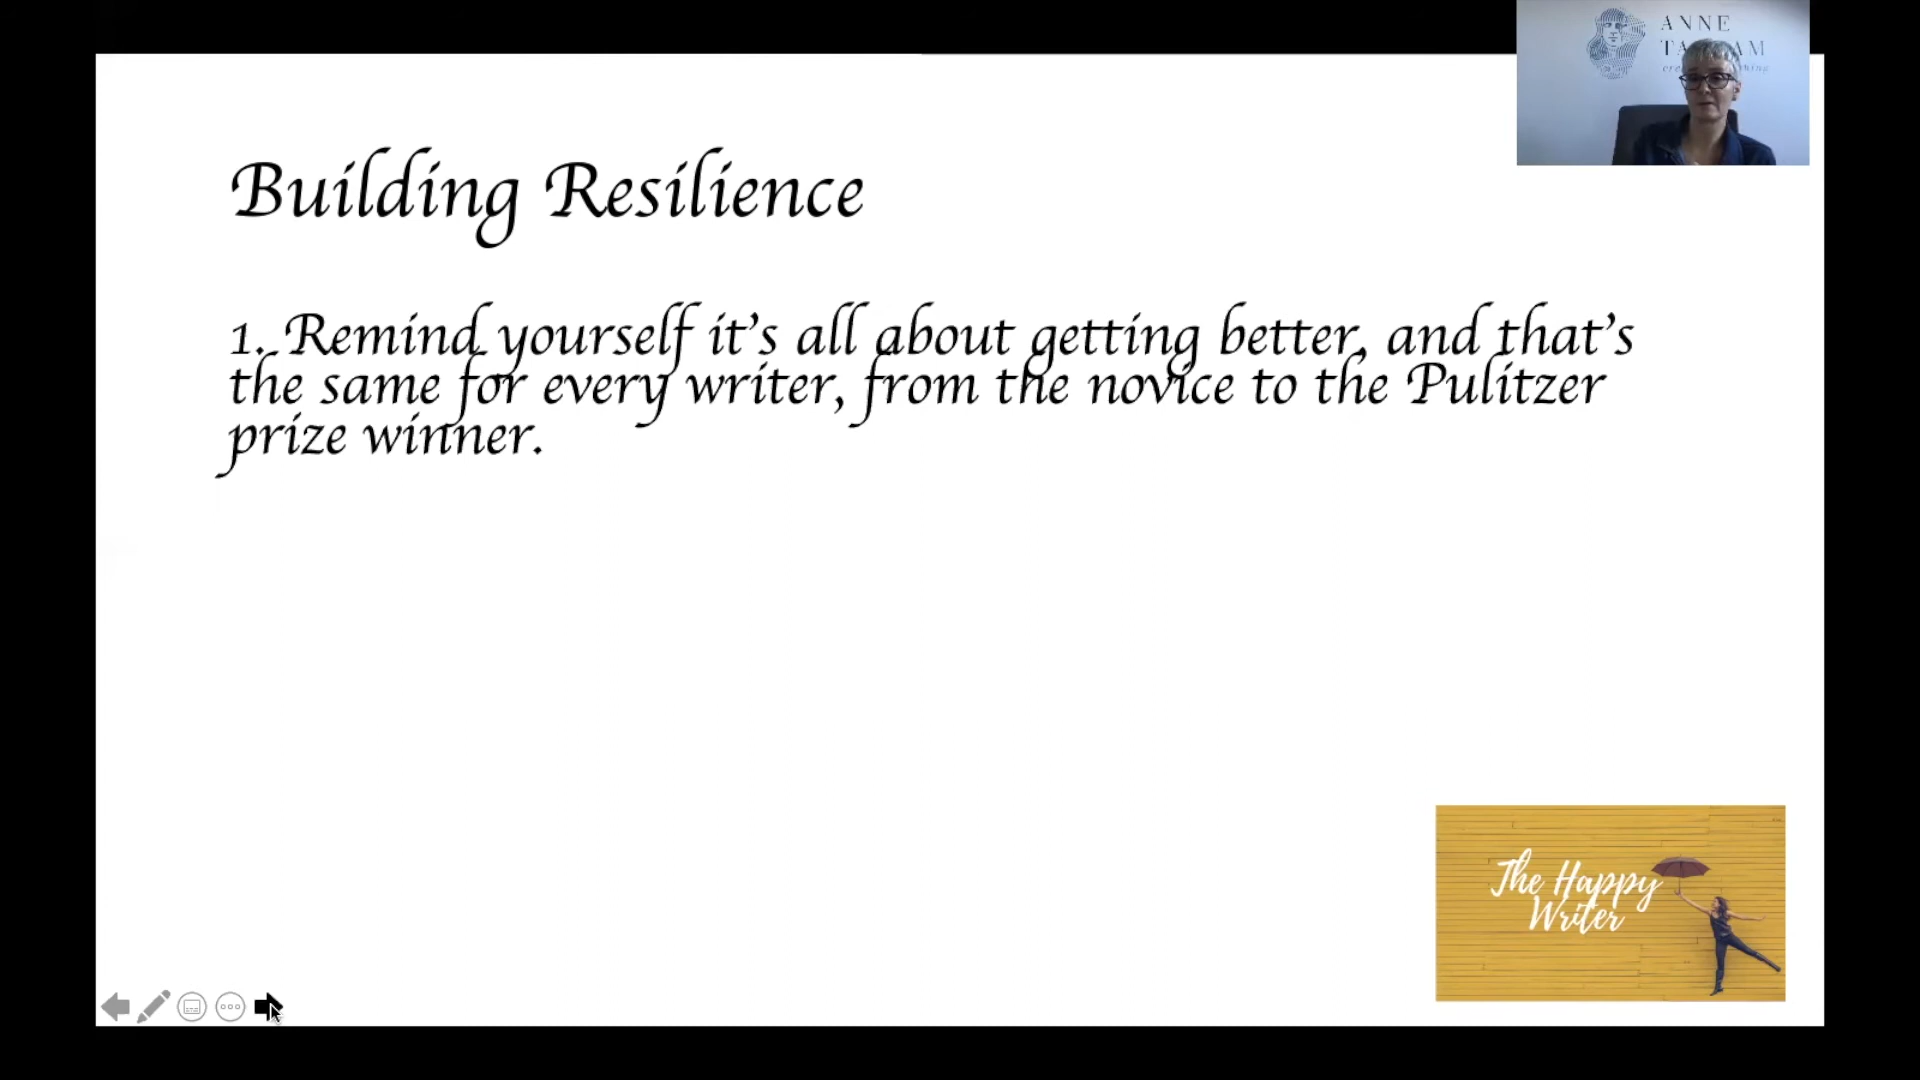 ANNE
Building Resilience
1. Remind yourself it's all about getting better, and that's
the same for every writer, from the novice to the Pulitzer
prize winner.
The Happy
Writer